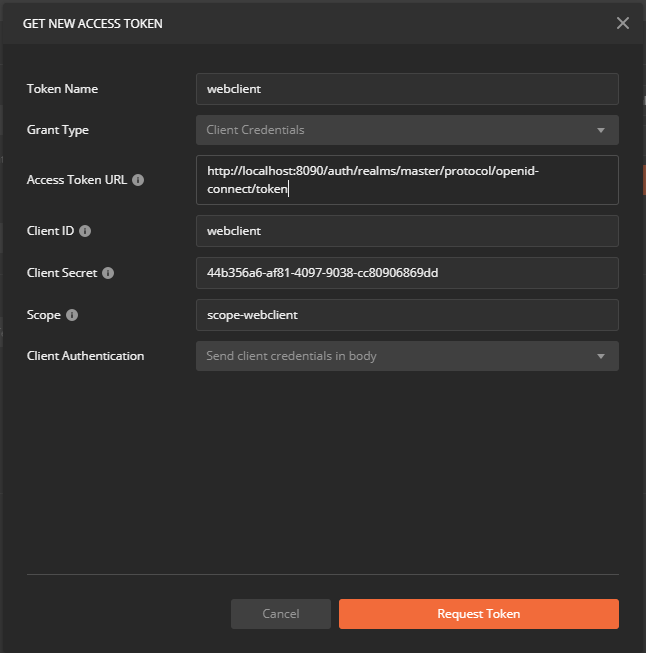 GET NEW ACCESS TOKEN
Token Name
webclient
Grant Type
Client Credentials
Access Token URL
http://localhost:8090/auth/realms/master/protocol/openid-
connect/token
Client ID
webclient
Client Secret
44b356a6-af81-4097-9038-cc80906869dd
Scope
scope-webclient
Client Authentication
Send client credentials in body
Cancel
Request Token